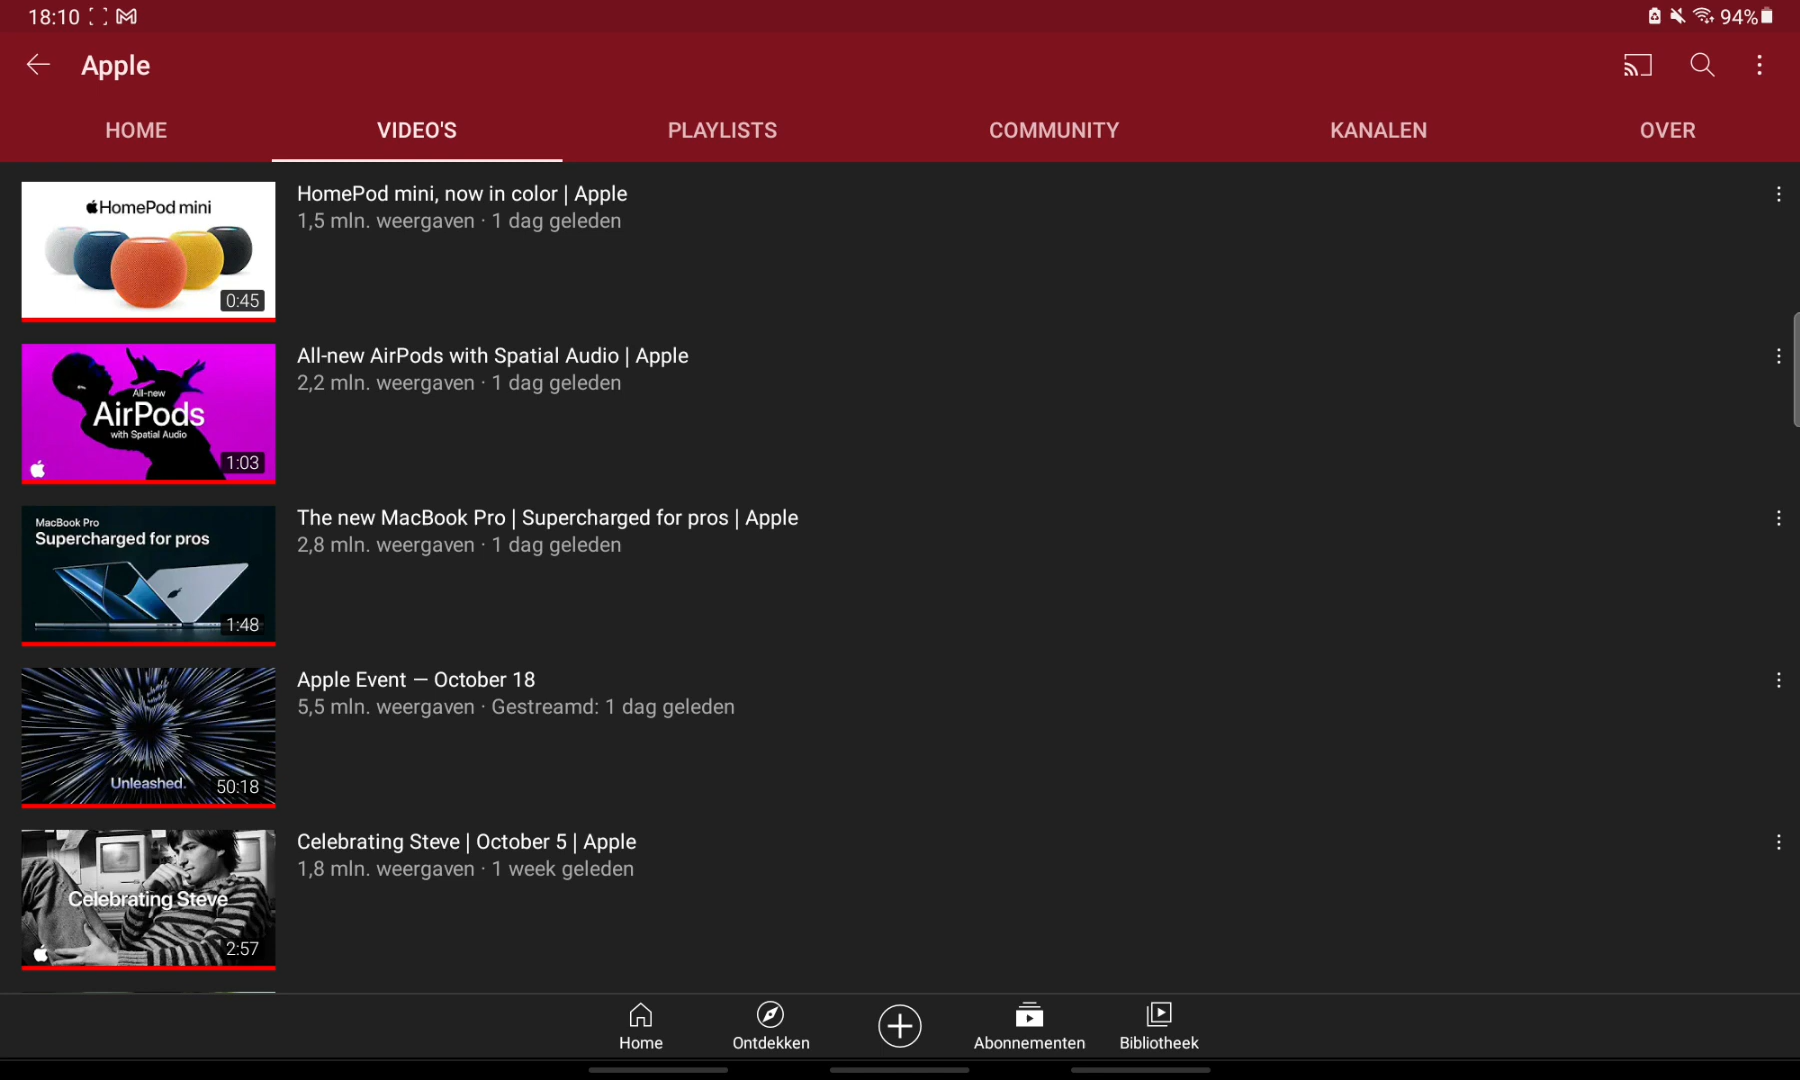 18:10
94%
Apple
HOME
VIDEO'S
PLAYLISTS
COMMUNITY
KANALEN
OVER
HomePod mini
0:45
HomePod mini, now in color | Apple
1,5 mln. weergaven · 1 dag geleden
All-new
AirPods
with Spatial Audio
1:03
All-new AirPods with Spatial Audio | Apple
2,2 mln. weergaven · 1 dag geleden
MacBook Pro
Supercharged for pros
1:48
The new MacBook Pro | Supercharged for pros | Apple
2,8 mln. weergaven · 1 dag geleden
Unleashed.
50:18
Apple Event — October 18
5,5 mln. weergaven · Gestreamd: 1 dag geleden
Celebrating Steve
2:57
Celebrating Steve | October 5 | Apple
1,8 mln. weergaven · 1 week geleden
Home
Ontdekken
Abonnementen
Bibliotheek